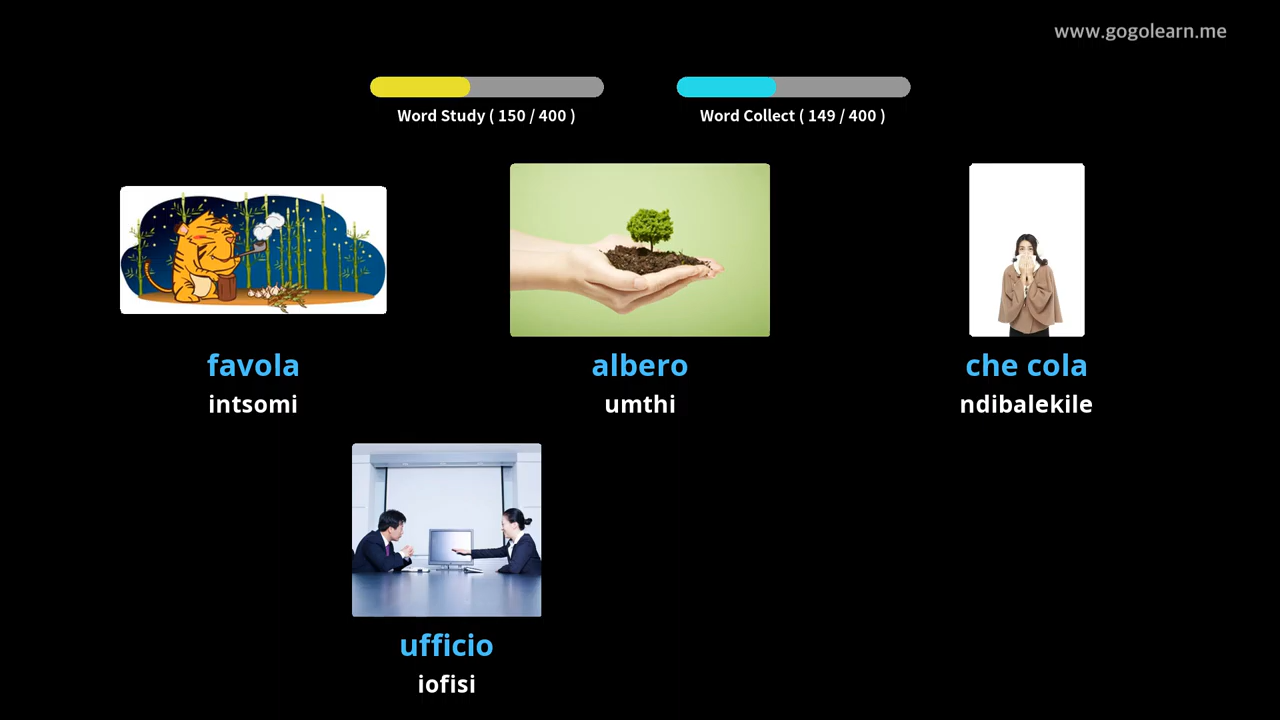 www.gogolearn.me
Word Study ( 150 / 400 )
Word Collect ( 149 / 400 )
favola
intsomi
albero
umthi
che cola
ndibalekile
ufficio
iofisi